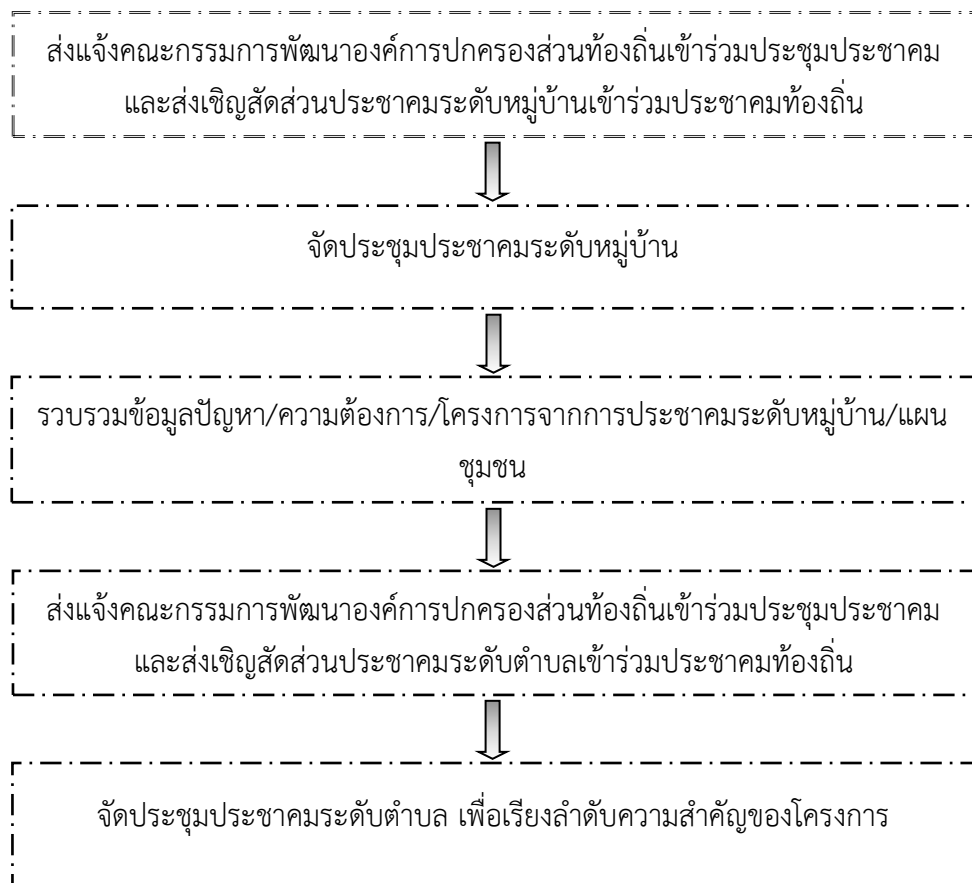 ส่งแจ้งคณะกรรมการพัฒนาองค์การปกครองส่วนท้องถิ่นเข้าร่วมประชุมประชาคม
และส่งเชิญสัดส่วนประชาคมระดับหมู่บ้านเข้าร่วมประชาคมท้องถิ่น
จัดประชุมประชาคมระดับหมู่บ้าน
รวบรวมข้อมูลปัญหา/ความต้องการ/โครงการจากการประชาคมระดับหมู่บ้าน/แผน
ชุมชน
ส่งแจ้งคณะกรรมการพัฒนาองค์การปกครองส่วนท้องถิ่นเข้าร่วมประชุมประชาคม
และส่งเชิญสัดส่วนประชาคมระดับตำบลเข้าร่วมประชาคมท้องถิ่น
จัดประชุมประชาคมระดับตำบล เพื่อเรียงลำดับความสำคัญของโครงการ